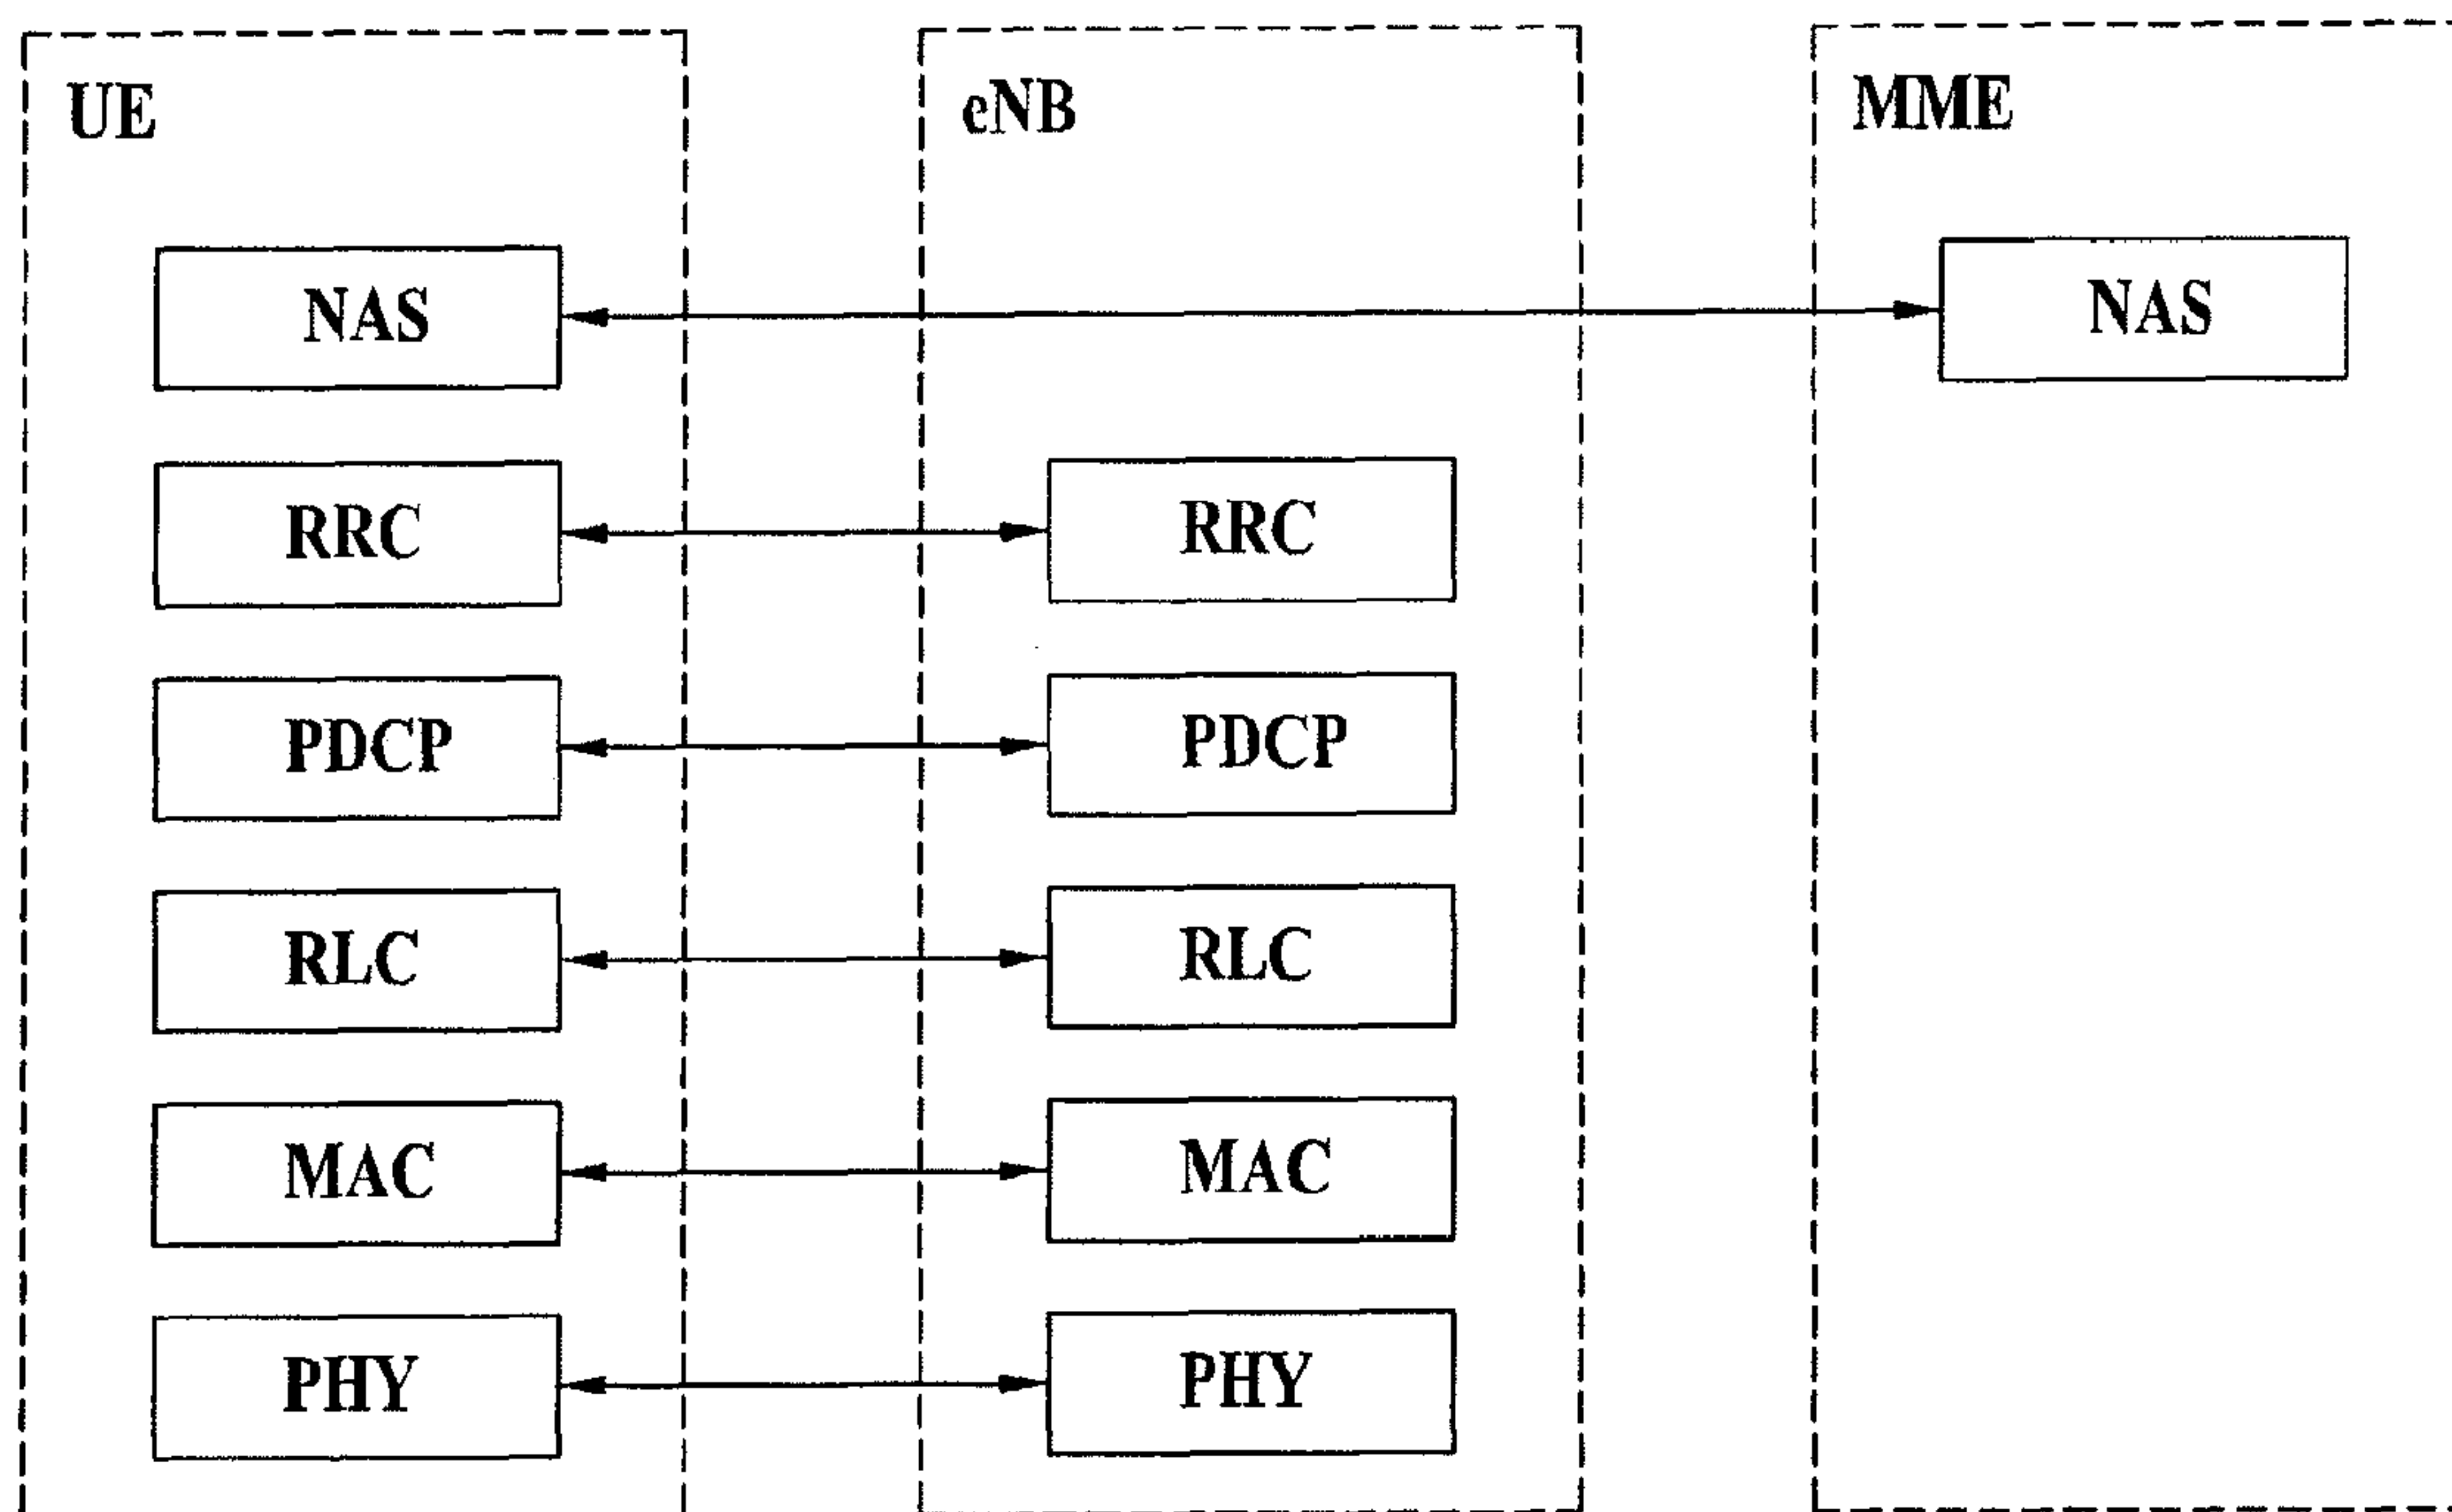 UE
eNB
MME
NAS
NAS
RRC
RRC
PDCP
PDCP
RLC
RLC
MAC
MAC
PHY
PHY